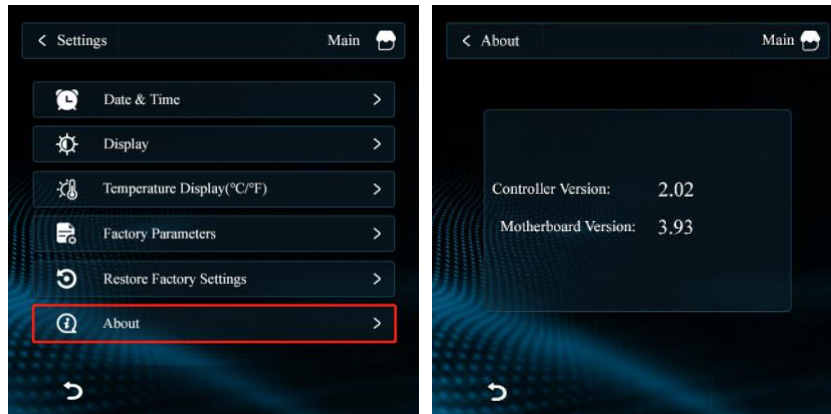 Settings Main
Date & Time
Display
Temperature Display(°C/°F)
Factory Parameters
Restore Factory Settings
About
About Main
Controller Version: 2.02
Motherboard Version: 3.93